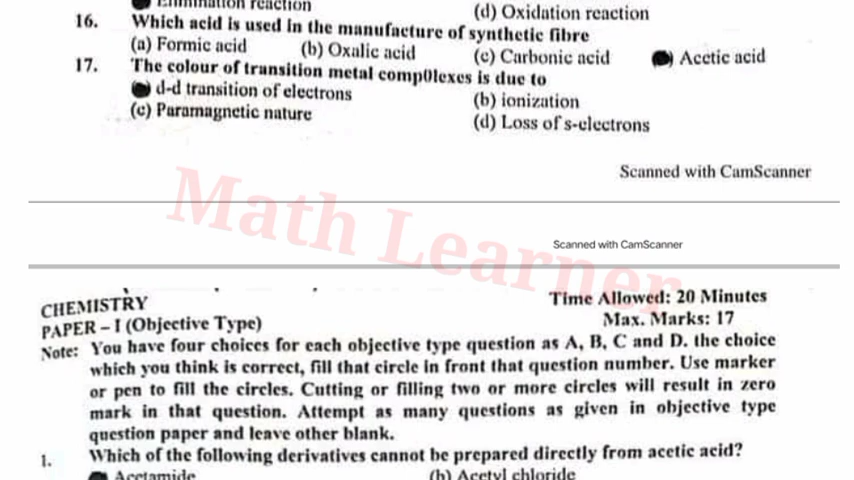 Elimination reaction (d) Oxidation reaction
16. Which acid is used in the manufacture of synthetic fibre
(a) Formic acid (b) Oxalic acid (c) Carbonic acid ) Acetic acid
17. The colour of transition metal comp0lexes is due to
d-d transition of electrons (b) ionization
(c) Paramagnetic nature (d) Loss of s-electrons
Scanned with CamScanner
Math Learner
Scanned with CamScanner
CHEMISTRY Time Allowed: 20 Minutes
PAPER – I (Objective Type) Max. Marks: 17
Note: You have four choices for each objective type question as A, B, C and D. the choice
which you think is correct, fill that circle in front that question number. Use marker
or pen to fill the circles. Cutting or filling two or more circles will result in zero
mark in that question. Attempt as many questions as given in objective type
question paper and leave other blank.
1. Which of the following derivatives cannot be prepared directly from acetic acid?
Acetamide (b) Acetyl chloride